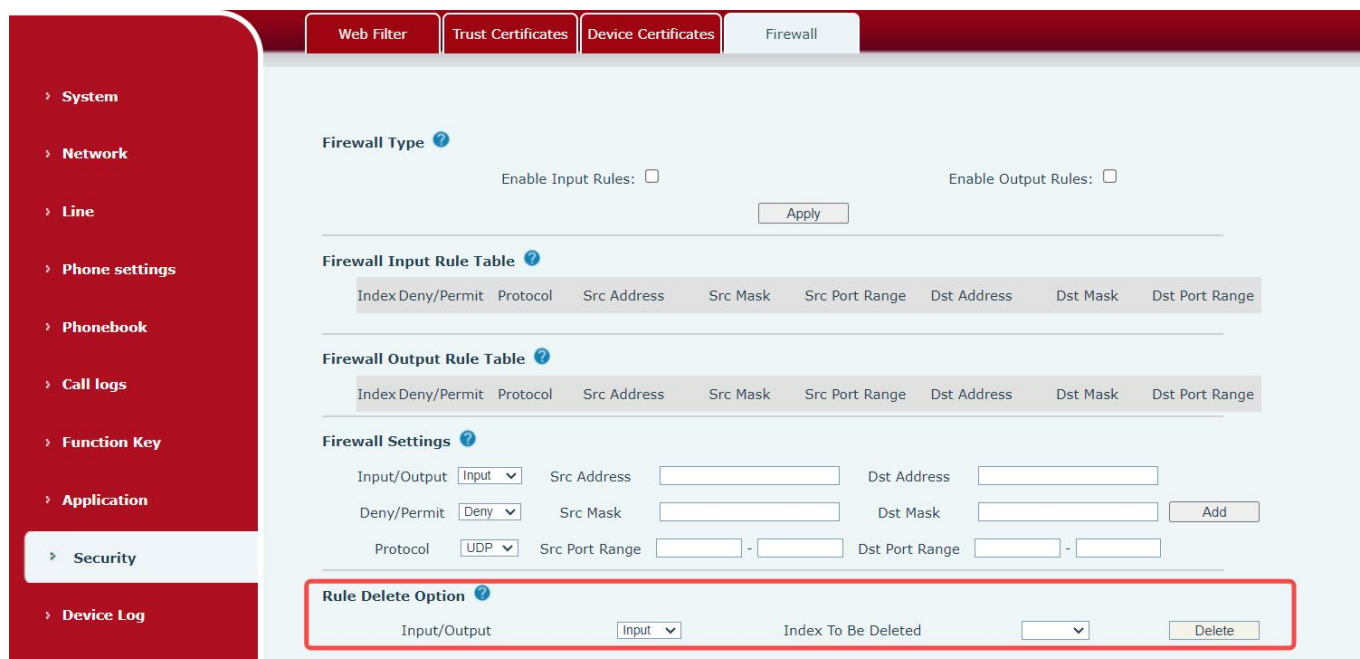 Web Filter Trust Certificates Device Certificates Firewall
System
Network
Line
Phone settings
Phonebook
Call logs
Function Key
Application
Security
Device Log
Firewall Type ?
Enable Input Rules: Enable Output Rules:
Apply
Firewall Input Rule Table ?
Index Deny/Permit Protocol Src Address Src Mask Src Port Range Dst Address Dst Mask Dst Port Range
Firewall Output Rule Table ?
Index Deny/Permit Protocol Src Address Src Mask Src Port Range Dst Address Dst Mask Dst Port Range
Firewall Settings ?
Input/Output Input Src Address Dst Address
Deny/Permit Deny Src Mask Dst Mask Add
Protocol UDP Src Port Range - Dst Port Range -
Rule Delete Option ?
Input/Output Input Index To Be Deleted Delete